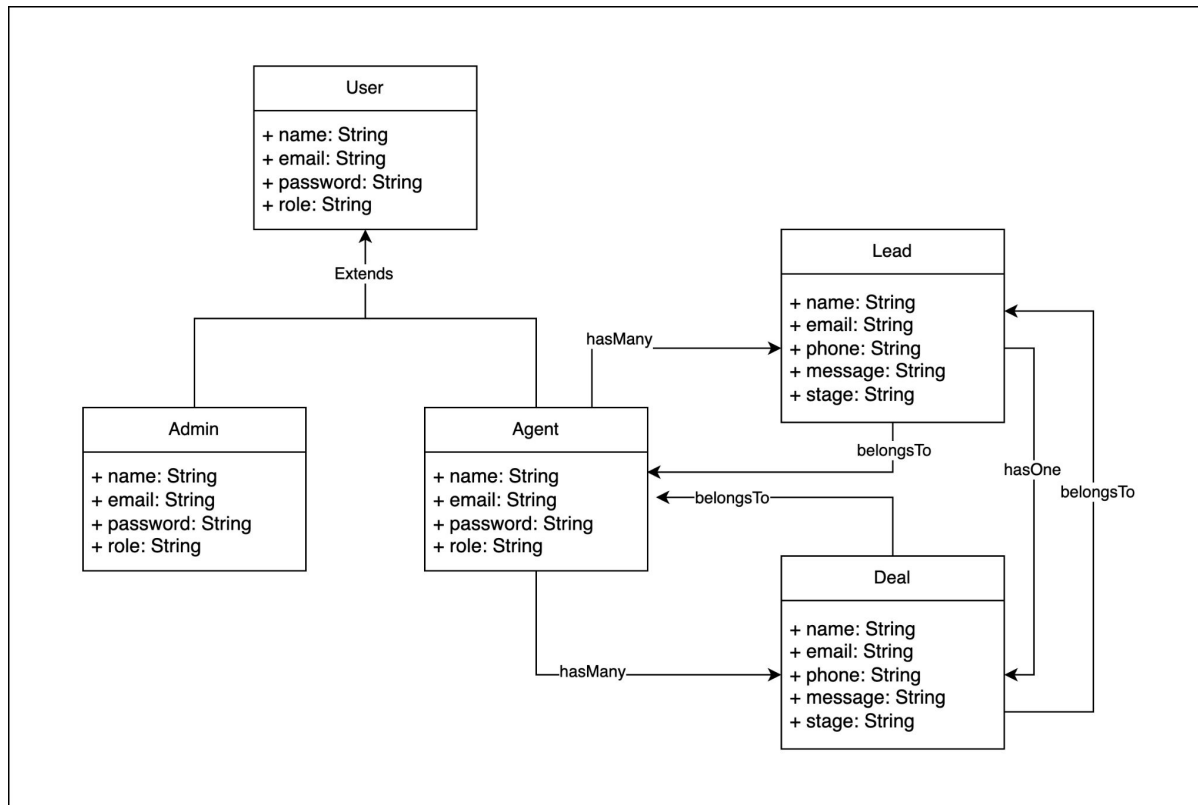 User
+ name: String
+ email: String
+ password: String
+ role: String
Extends
Admin
+ name: String
+ email: String
+ password: String
+ role: String
Agent
+ name: String
+ email: String
+ password: String
+ role: String
hasMany
Lead
+ name: String
+ email: String
+ phone: String
+ message: String
+ stage: String
belongsTo
hasOne
belongsTo
belongsTo
Deal
+ name: String
+ email: String
+ phone: String
+ message: String
+ stage: String
hasMany